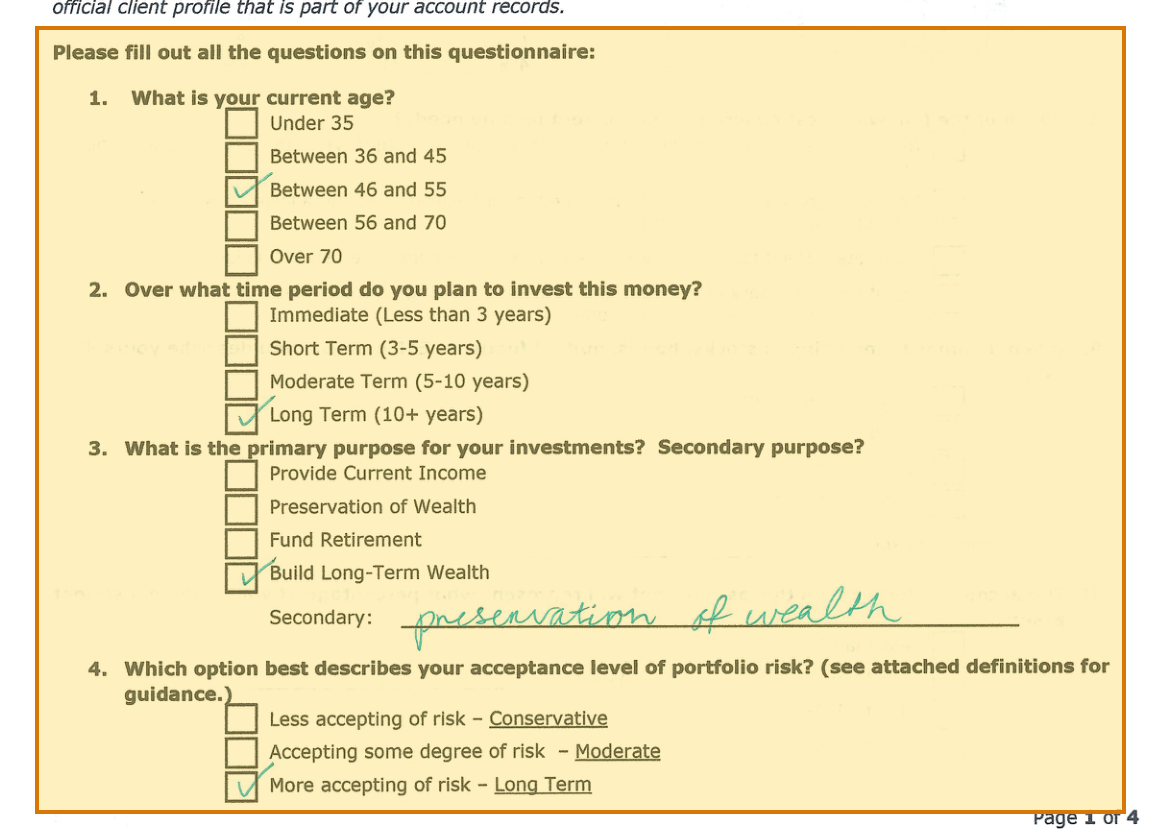 official client profile that is part of your account records.
Please fill out all the questions on this questionnaire:
1. What is your current age?
Under 35
Between 36 and 45
Between 46 and 55
Between 56 and 70
Over 70
2. Over what time period do you plan to invest this money?
Immediate (Less than 3 years)
Short Term (3-5 years)
Moderate Term (5-10 years)
Long Term (10+ years)
3. What is the primary purpose for your investments? Secondary purpose?
Provide Current Income
Preservation of Wealth
Fund Retirement
Build Long-Term Wealth
Secondary: preservation of wealth
4. Which option best describes your acceptance level of portfolio risk? (see attached definitions for
guidance.)
Less accepting of risk – Conservative
Accepting some degree of risk – Moderate
More accepting of risk – Long Term
Page 1 of 4